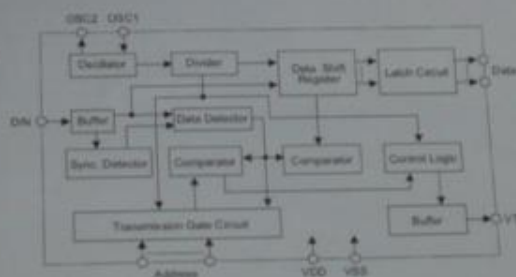 OSC2 OSC1
Oscillator
Divider
Data Shift
Register
Latch Circuit
Data
DIN
Buffer
Data Detector
Sync. Detector
Comparator
Comparator
Control Logic
Transmission Gate Circuit
Buffer
VT
Address
VDD
VSS